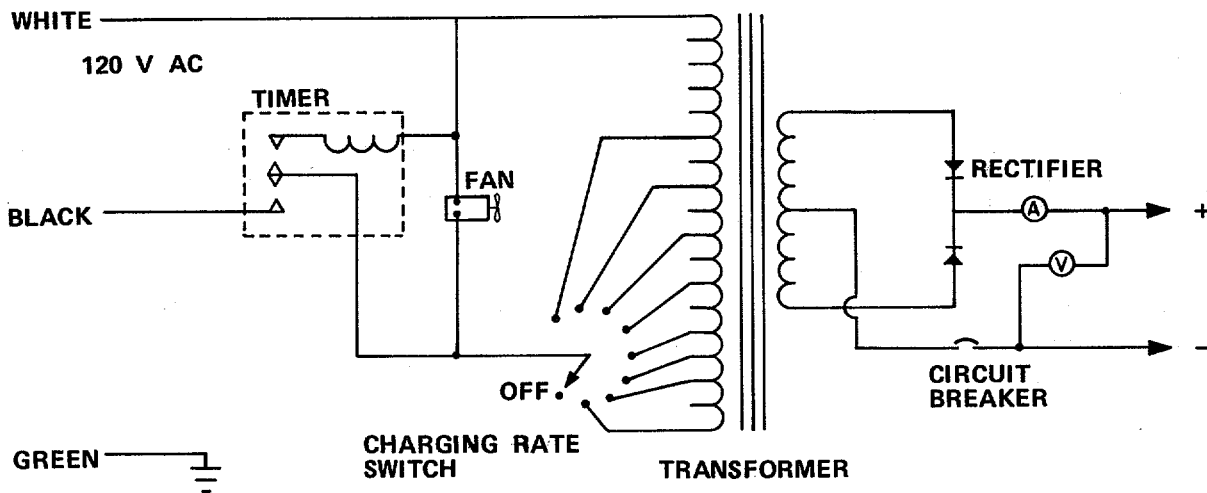 WHITE
120 V AC
TIMER
FAN
RECTIFIER
BLACK
A
+
V
OFF
-
CIRCUIT
BREAKER
CHARGING RATE
SWITCH
TRANSFORMER
GREEN